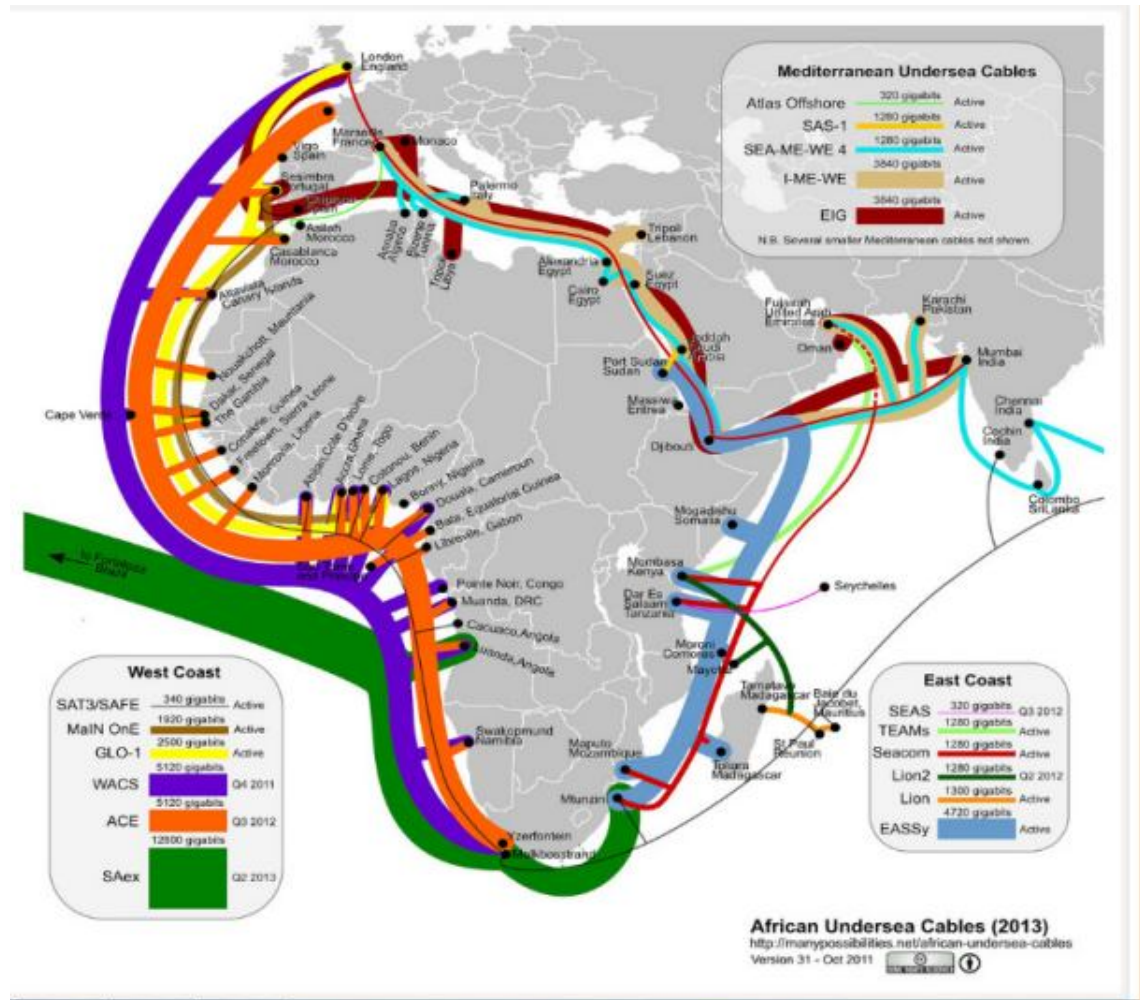 London
England
Marseille
France
Monaco
Vigo
Spain
Sesimbra
Portugal
Spain
Asilah
Morocco
Casablanca
Morocco
Annaba
Algeria
Bizerte
Tunisia
Tripoli
Libya
Palermo
Italy
Tripoli
Lebanon
Alexandria
Egypt
Cairo
Egypt
Suez
Egypt
Jeddah
Saudi
Arabia
Port Sudan
Sudan
Massawa
Eritrea
Djibouti
Fujairah
United Arab
Emirates
Oman
Karachi
Pakistan
Mumbai
India
Chennai
India
Cochin
India
Colombo
Sri Lanka
Canary Islands
Nouakchott, Mauritania
Dakar, Senegal
The Gambia
Cape Verde
Conakrie, Guinea
Freetown, Sierra Leone
Monrovia, Liberia
Abijan, Cote D'Ivoire
Accra, Ghana
Lome, Togo
Cotonou, Benin
Lagos, Nigeria
Bonny, Nigeria
Douala, Cameroun
Bata, Equatorial Guinea
Libreville, Gabon
Pointe Noir, Congo
Muanda, DRC
Cacuaco, Angola
Luanda, Angola
Swakopmund
Namibia
Yzerfontein
Melkbosstrand
Mtunzini
Maputo
Mozambique
Toliara
Madagascar
Mogadishu
Somalia
Mombasa
Kenya
Dar Es
Salaam
Tanzania
Seychelles
Moroni
Comoros
Mayotte
Tamatave
Madagascar
Baie du
Jacobet,
Mauritius
St Paul
Reunion
to Fortaleza
Brazil
Mediterranean Undersea Cables
Atlas Offshore 320 gigabits Active
SAS-1 1280 gigabits Active
SEA-ME-WE 4 1280 gigabits Active
I-ME-WE 3840 gigabits Active
EIG 3840 gigabits Active
N.B. Several smaller Mediterranean cables not shown.
West Coast
SAT3/SAFE 340 gigabits Active
MaIN OnE 1920 gigabits Active
GLO-1 2500 gigabits Active
WACS 5120 gigabits Q4 2011
ACE 5120 gigabits Q3 2012
SAex 12800 gigabits Q2 2013
East Coast
SEAS 320 gigabits Q3 2012
TEAMs 1280 gigabits Active
Seacom 1280 gigabits Active
Lion2 1280 gigabits Q2 2012
Lion 1300 gigabits Active
EASSy 4720 gigabits Active
African Undersea Cables (2013)
http://manypossibilities.net/african-undersea-cables
Version 31 - Oct 2011